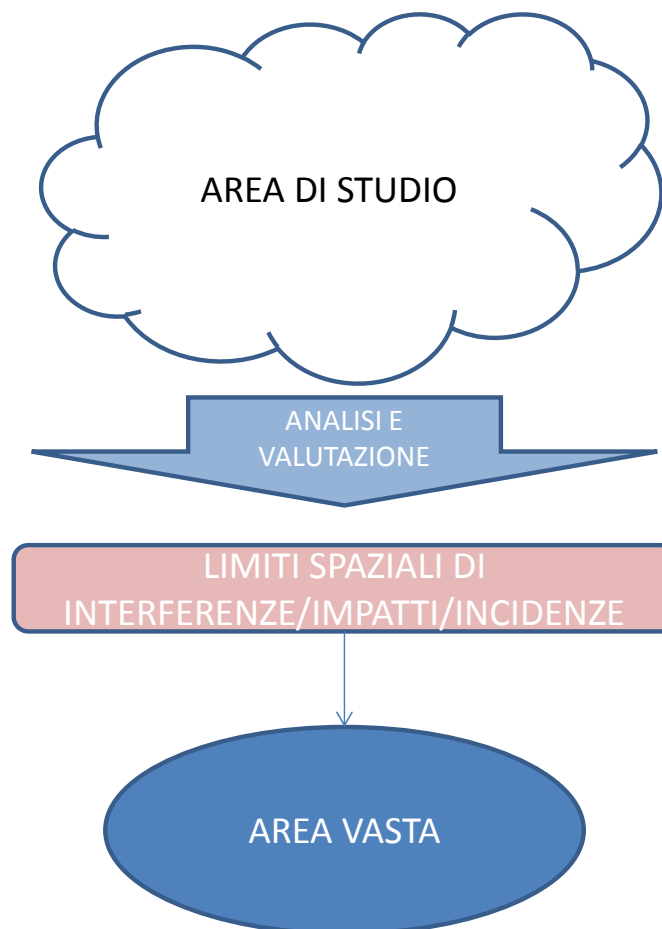 AREA DI STUDIO
ANALISI E
VALUTAZIONE
LIMITI SPAZIALI DI
INTERFERENZE/IMPATTI/INCIDENZE
AREA VASTA